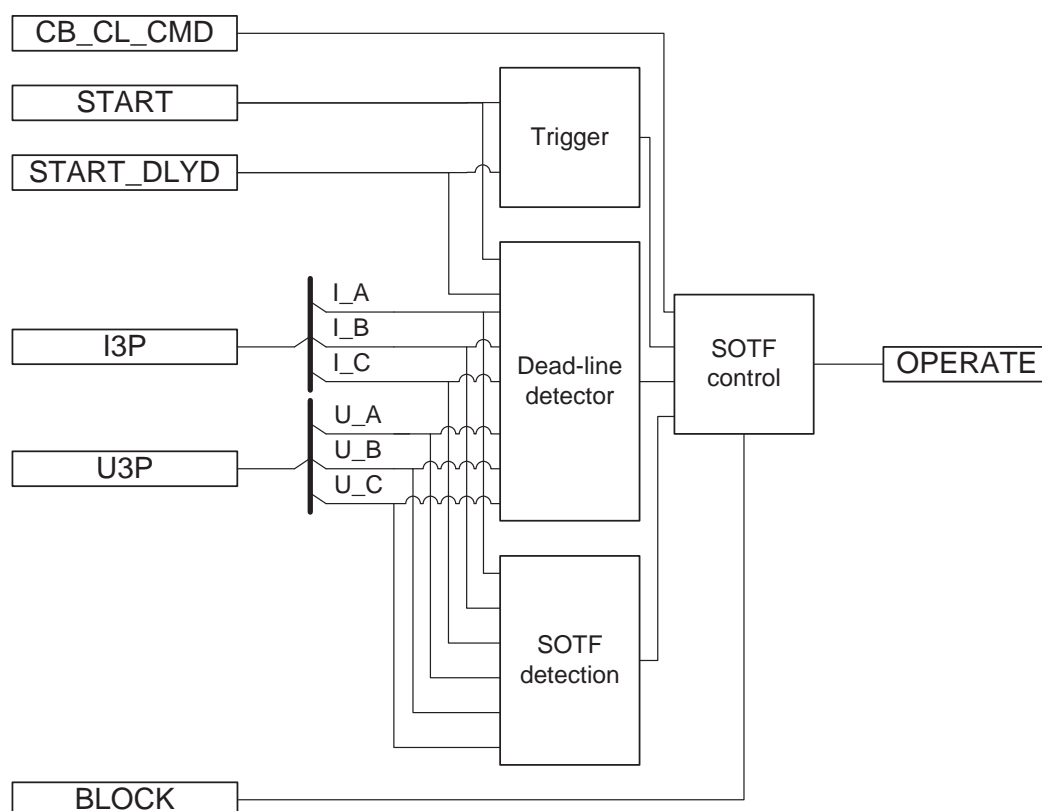 CB_CL_CMD
START
START_DLYD
Trigger
I_A
I_B
I_C
I3P
Dead-line
detector
SOTF
control
OPERATE
U_A
U_B
U_C
U3P
SOTF
detection
BLOCK